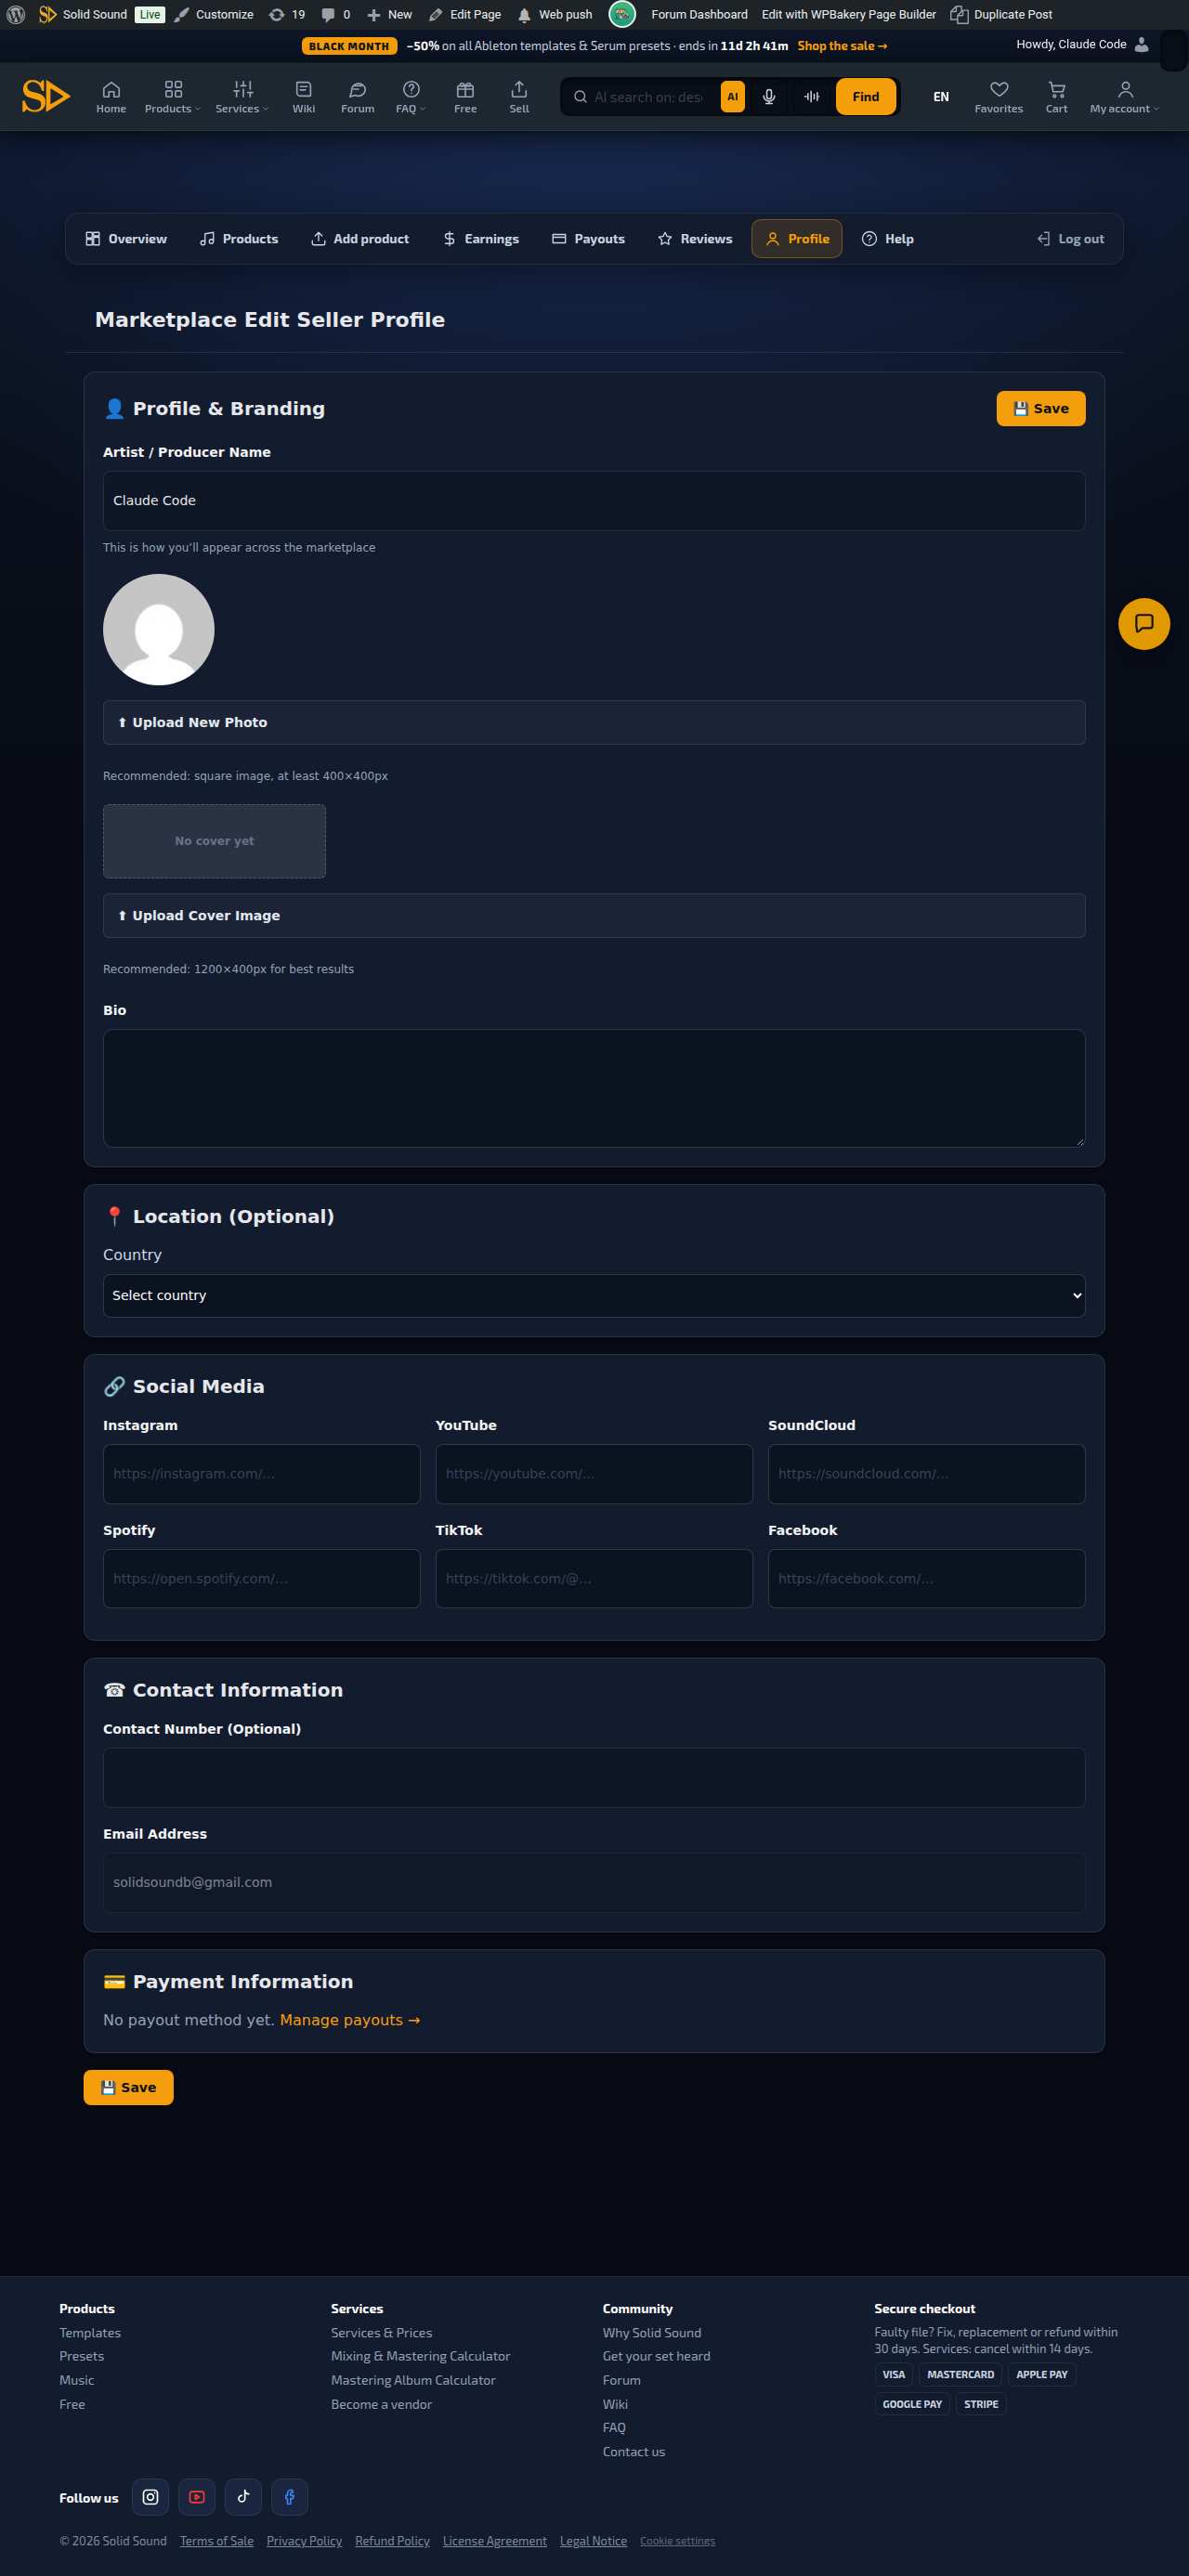 Solid Sound Live Customize 19 0 New Edit Page Web push Forum Dashboard Edit with WPBakery Page Builder Duplicate Post
BLACK MONTH −50% on all Ableton templates & Serum presets · ends in 11d 2h 41m Shop the sale →
Howdy, Claude Code
Home Products Services Wiki Forum FAQ Free Sell
AI search on: des
AI
Find
EN
Favorites Cart My account
Overview Products Add product Earnings Payouts Reviews Profile Help Log out
Marketplace Edit Seller Profile
Profile & Branding
Save
Artist / Producer Name
Claude Code
This is how you'll appear across the marketplace
⬆ Upload New Photo
Recommended: square image, at least 400×400px
No cover yet
⬆ Upload Cover Image
Recommended: 1200×400px for best results
Bio
Location (Optional)
Country
Select country
Social Media
Instagram YouTube SoundCloud
https://instagram.com/... https://youtube.com/... https://soundcloud.com/...
Spotify TikTok Facebook
https://open.spotify.com/... https://tiktok.com/@... https://facebook.com/...
Contact Information
Contact Number (Optional)
Email Address
solidsoundb@gmail.com
Payment Information
No payout method yet. Manage payouts →
Save
Products
Templates
Presets
Music
Free
Services
Services & Prices
Mixing & Mastering Calculator
Mastering Album Calculator
Become a vendor
Community
Why Solid Sound
Get your set heard
Forum
Wiki
FAQ
Contact us
Secure checkout
Faulty file? Fix, replacement or refund within
30 days. Services: cancel within 14 days.
VISA MASTERCARD APPLE PAY
GOOGLE PAY STRIPE
Follow us
© 2026 Solid Sound Terms of Sale Privacy Policy Refund Policy License Agreement Legal Notice Cookie settings